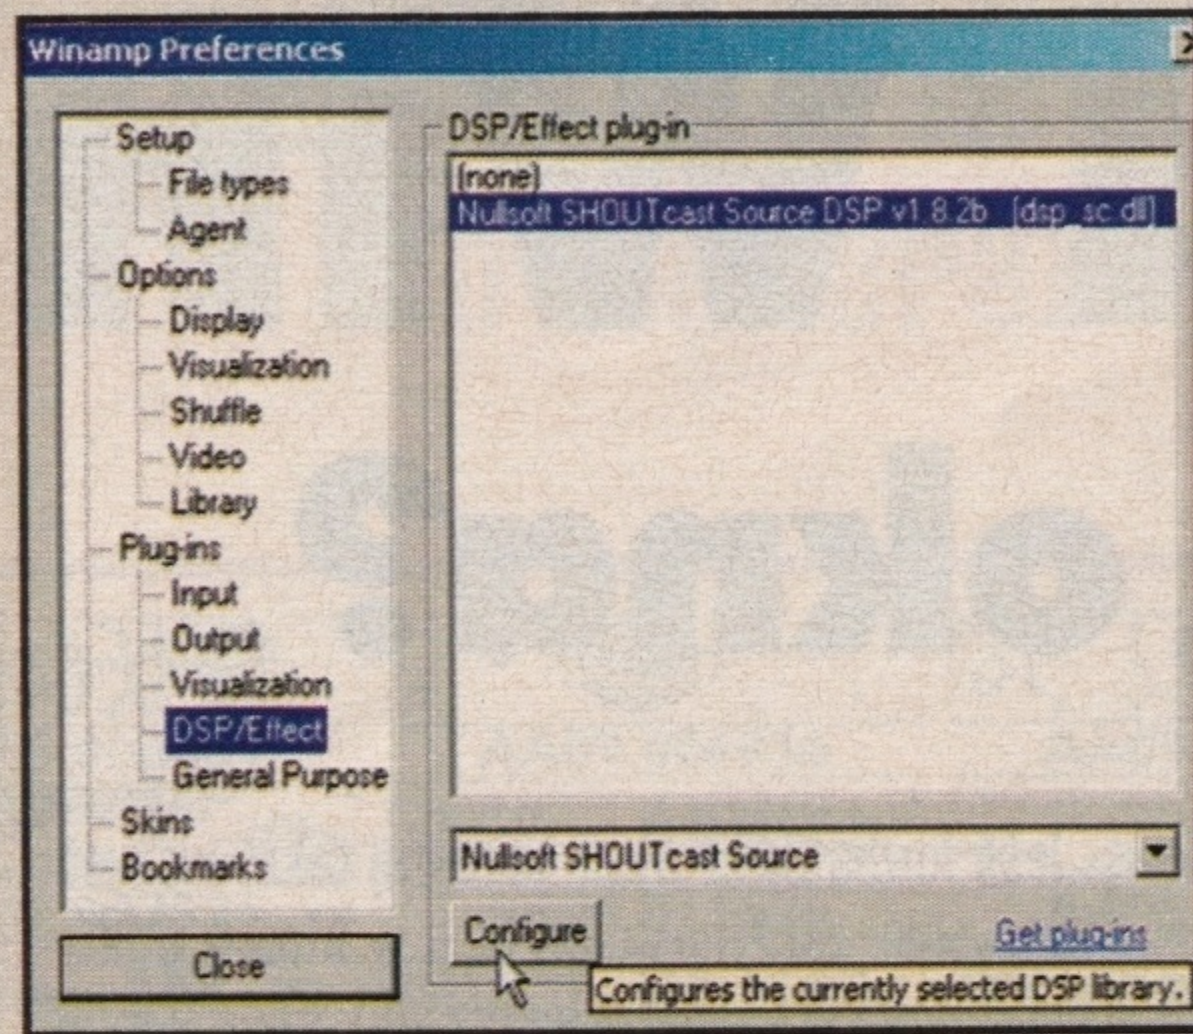 Winamp Preferences
Setup
File types
Agent
Options
Display
Visualization
Shuffle
Video
Library
Plug-ins
Input
Output
Visualization
DSP/Effect
General Purpose
Skins
Bookmarks
Close
DSP/Effect plug-in
(none)
Nullsoft SHOUTcast Source DSP v1.8.2b [dsp_sc.dll]
Nullsoft SHOUTcast Source
Configure
Get plug-ins
Configures the currently selected DSP library.